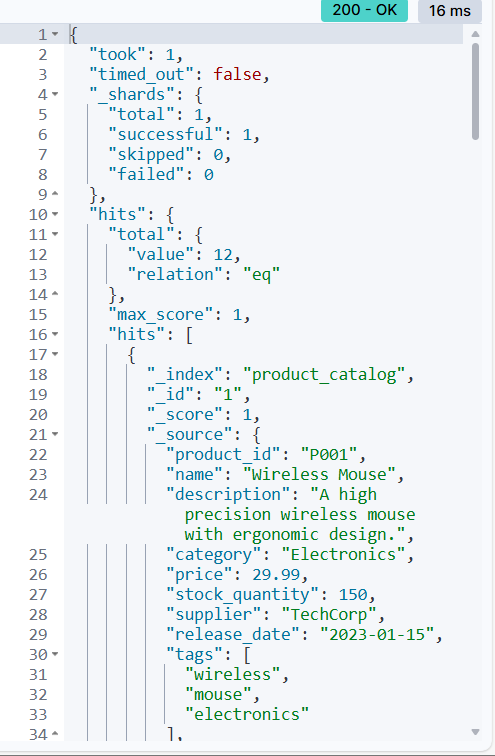 200 - OK 16 ms
1 {
2 "took": 1,
3 "timed_out": false,
4 "_shards": {
5 "total": 1,
6 "successful": 1,
7 "skipped": 0,
8 "failed": 0
9 },
10 "hits": {
11 "total": {
12 "value": 12,
13 "relation": "eq"
14 },
15 "max_score": 1,
16 "hits": [
17 {
18 "_index": "product_catalog",
19 "_id": "1",
20 "_score": 1,
21 "_source": {
22 "product_id": "P001",
23 "name": "Wireless Mouse",
24 "description": "A high
precision wireless mouse
with ergonomic design.",
25 "category": "Electronics",
26 "price": 29.99,
27 "stock_quantity": 150,
28 "supplier": "TechCorp",
29 "release_date": "2023-01-15",
30 "tags": [
31 "wireless",
32 "mouse",
33 "electronics"
34 ],